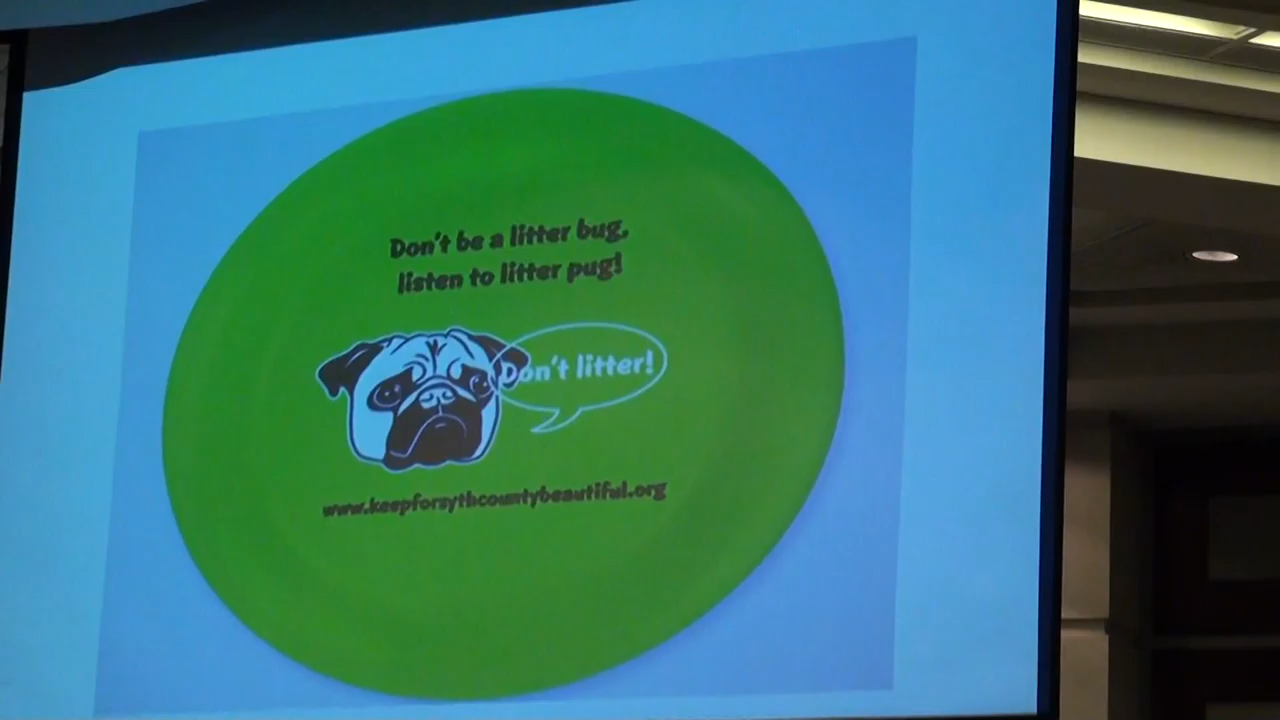 Don't be a litter bug,
listen to litter pug!
Don't litter!
www.keepforsythcountybeautiful.org